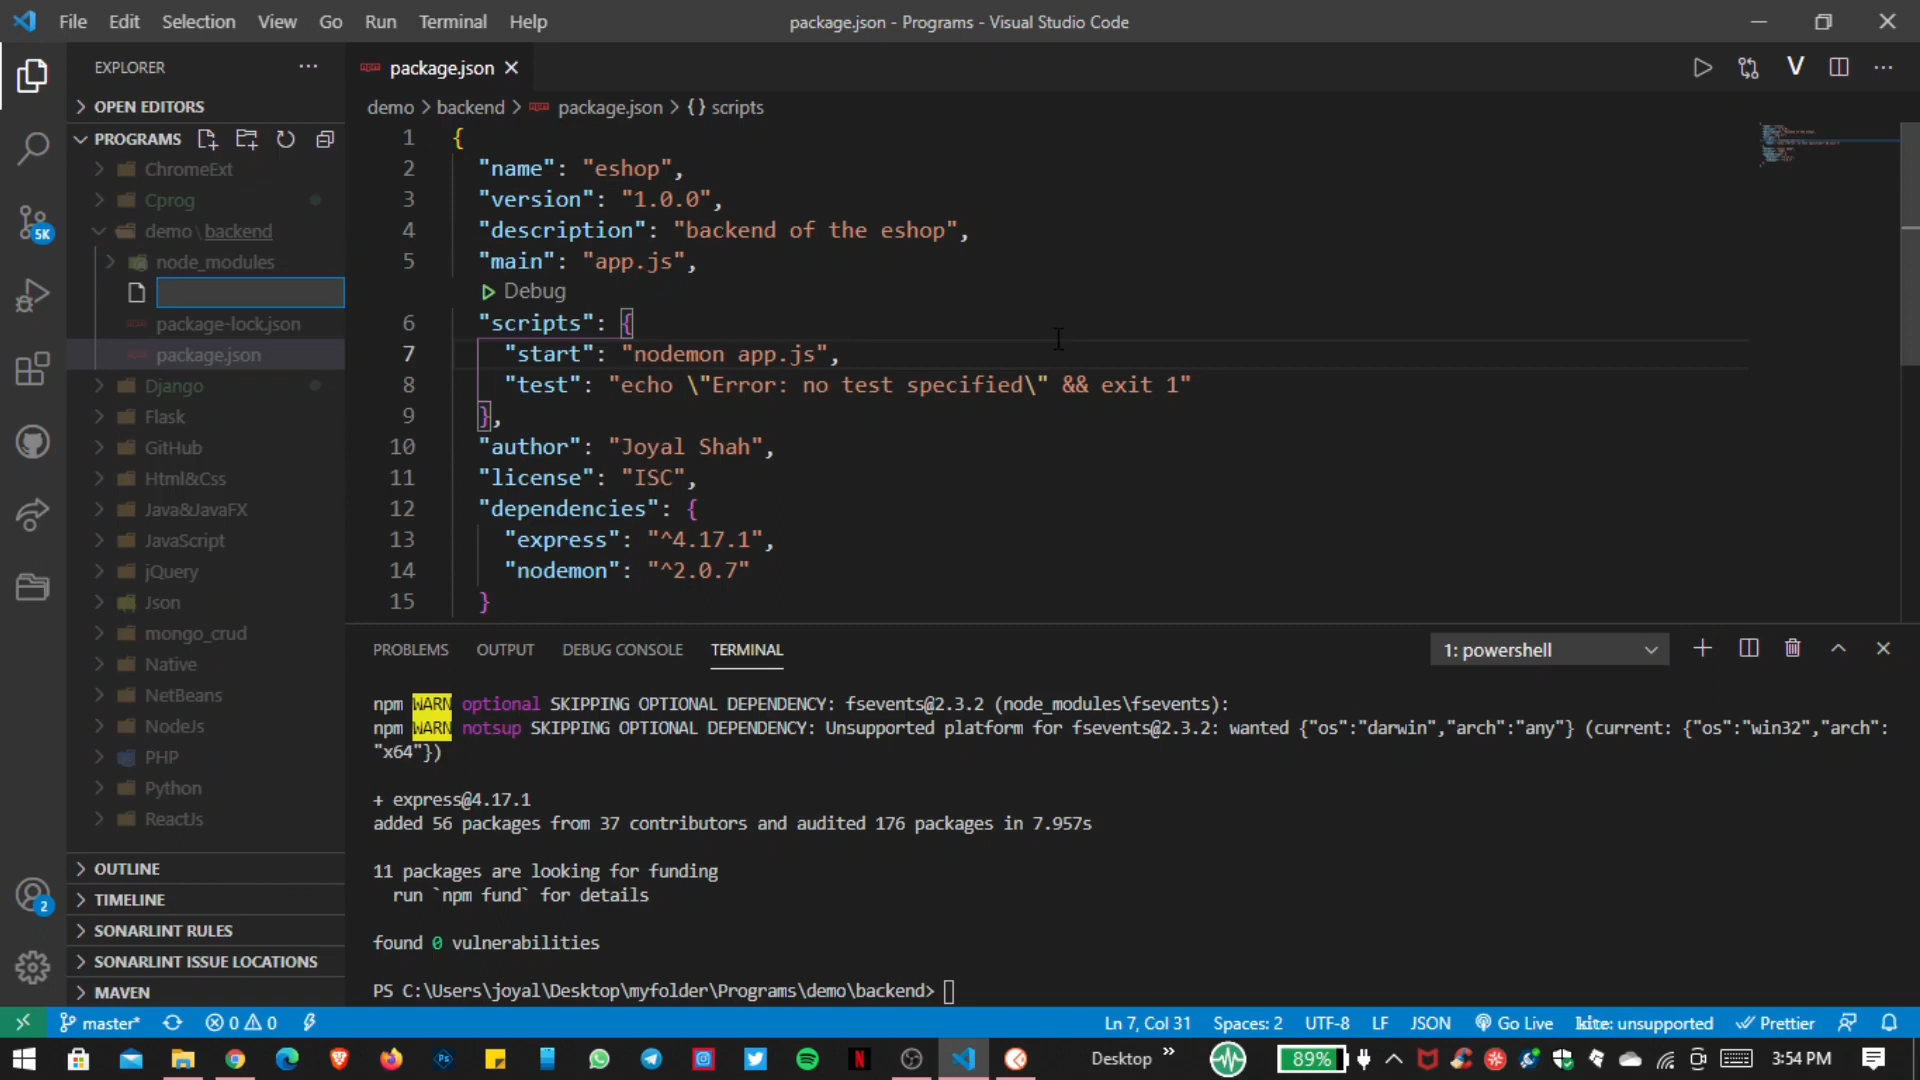 File Edit Selection View Go Run Terminal Help
package.json - Programs - Visual Studio Code
EXPLORER
OPEN EDITORS
PROGRAMS
ChromeExt
Cprog
demo \ backend
node_modules
package-lock.json
package.json
Django
Flask
GitHub
Html&Css
Java&JavaFX
JavaScript
jQuery
Json
mongo_crud
Native
NetBeans
NodeJs
PHP
Python
ReactJs
OUTLINE
TIMELINE
SONARLINT RULES
SONARLINT ISSUE LOCATIONS
MAVEN
5K
2
package.json
V
demo > backend > package.json > {} scripts
1 {
2 "name": "eshop",
3 "version": "1.0.0",
4 "description": "backend of the eshop",
5 "main": "app.js",
Debug
6 "scripts": {
7 "start": "nodemon app.js",
8 "test": "echo \"Error: no test specified\" && exit 1"
9 },
10 "author": "Joyal Shah",
11 "license": "ISC",
12 "dependencies": {
13 "express": "^4.17.1",
14 "nodemon": "^2.0.7"
15 }
PROBLEMS OUTPUT DEBUG CONSOLE TERMINAL
1: powershell
npm WARN optional SKIPPING OPTIONAL DEPENDENCY: fsevents@2.3.2 (node_modules\fsevents):
npm WARN notsup SKIPPING OPTIONAL DEPENDENCY: Unsupported platform for fsevents@2.3.2: wanted {"os":"darwin","arch":"any"} (current: {"os":"win32","arch":
"x64"})
+ express@4.17.1
added 56 packages from 37 contributors and audited 176 packages in 7.957s
11 packages are looking for funding
run `npm fund` for details
found 0 vulnerabilities
PS C:\Users\joyal\Desktop\myfolder\Programs\demo\backend>
master* 0 0
Ln 7, Col 31 Spaces: 2 UTF-8 LF JSON Go Live kite: unsupported Prettier
Desktop » 89% 3:54 PM